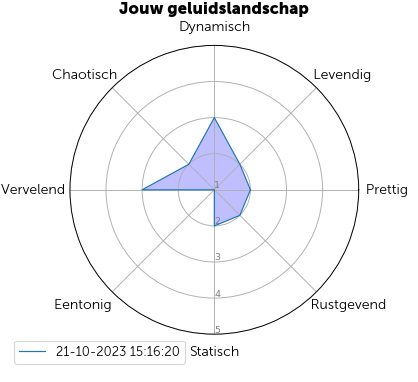 Jouw geluidslandschap
Dynamisch
Chaotisch
Levendig
Vervelend
1
Prettig
2
3
Eentonig
4
Rustgevend
5
21-10-2023 15:16:20
Statisch